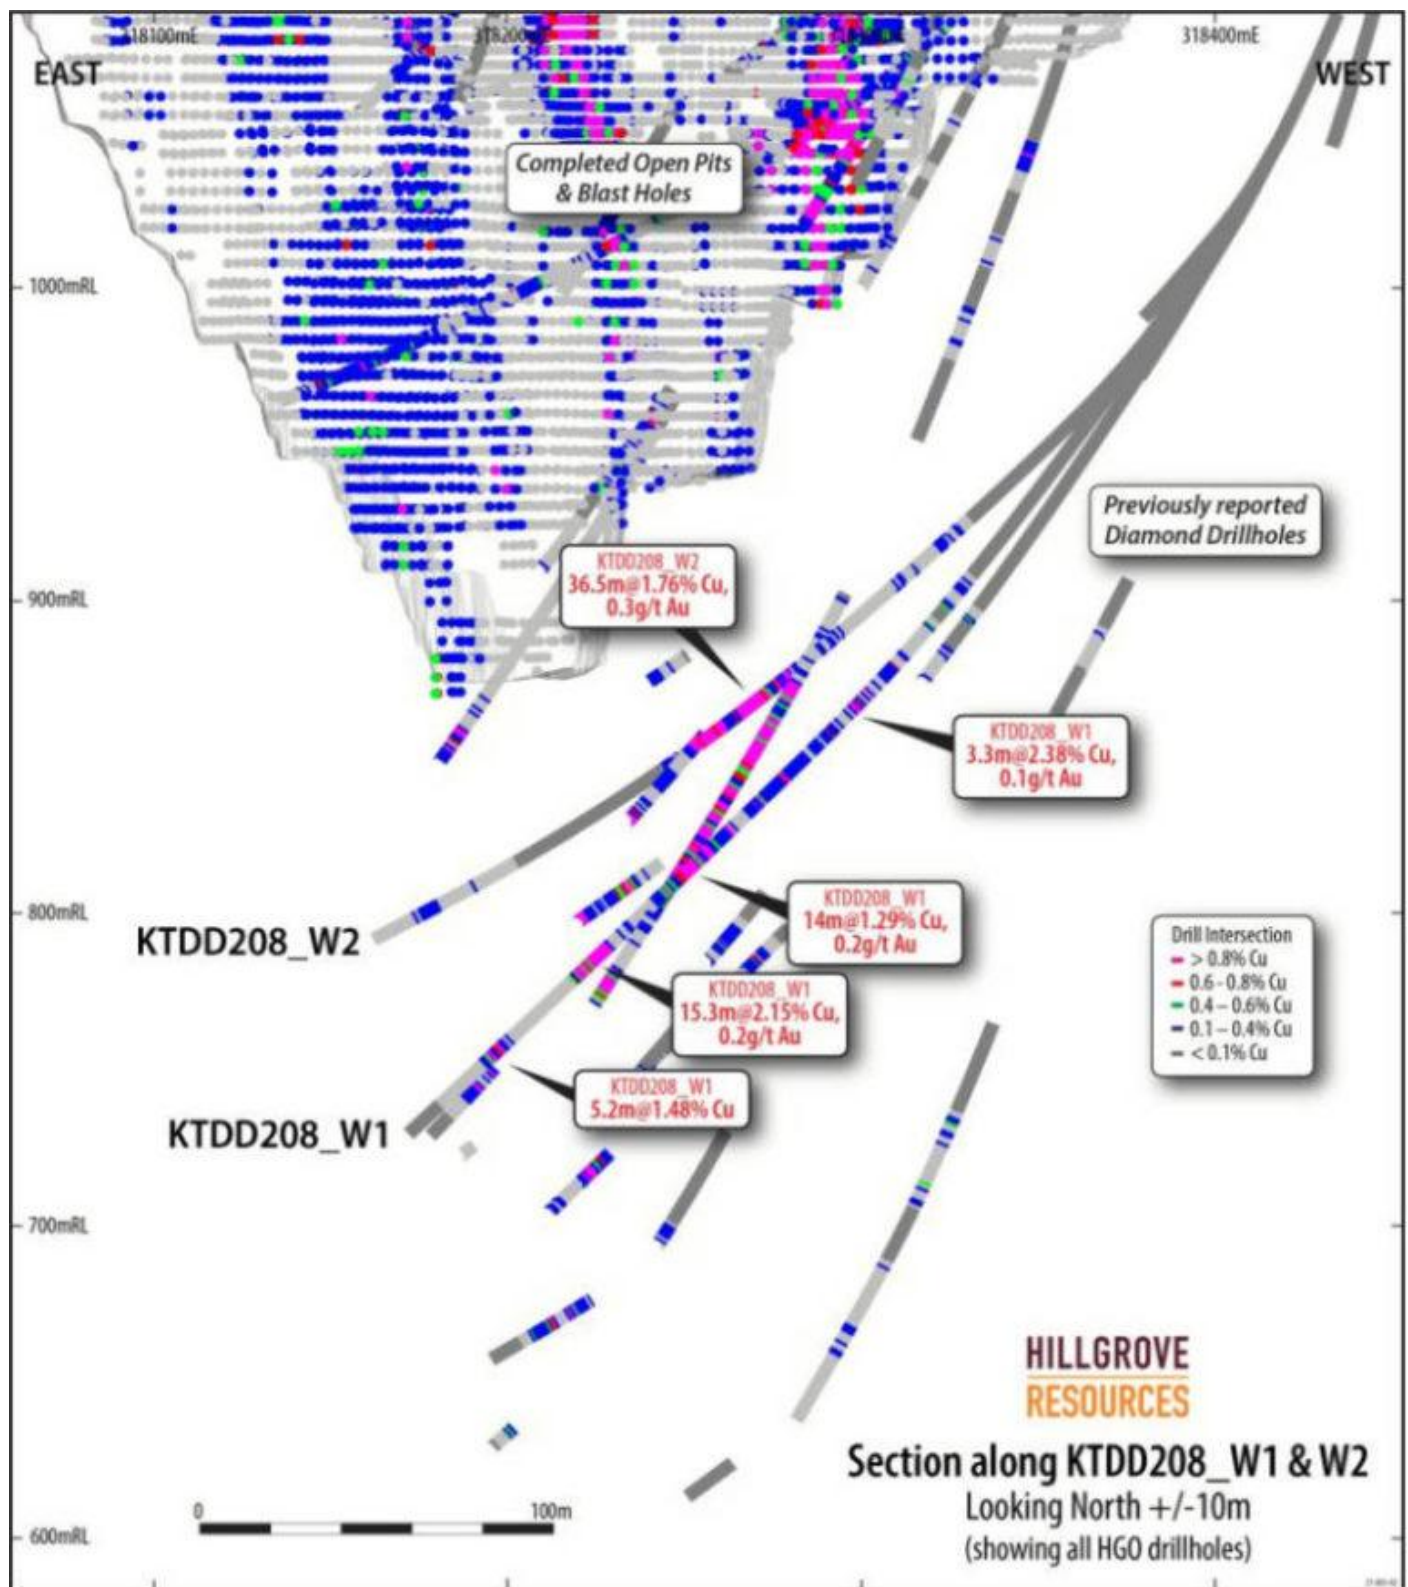 318100mE
318200mE
318400mE
EAST
WEST
Completed Open Pits
& Blast Holes
1000mRL
Previously reported
Diamond Drillholes
KTDD208_W2
36.5m@1.76% Cu,
0.3g/t Au
900mRL
KTDD208_W1
3.3m@2.38% Cu,
0.1g/t Au
800mRL
KTDD208_W2
KTDD208_W1
14m@1.29% Cu,
0.2g/t Au
Drill Intersection
> 0.8% Cu
0.6 - 0.8% Cu
0.4 – 0.6% Cu
0.1 – 0.4% Cu
< 0.1% Cu
KTDD208_W1
15.3m@2.15% Cu,
0.2g/t Au
KTDD208_W1
5.2m@1.48% Cu
KTDD208_W1
700mRL
HILLGROVE
RESOURCES
Section along KTDD208_W1 & W2
Looking North +/-10m
(showing all HGO drillholes)
0 100m
600mRL